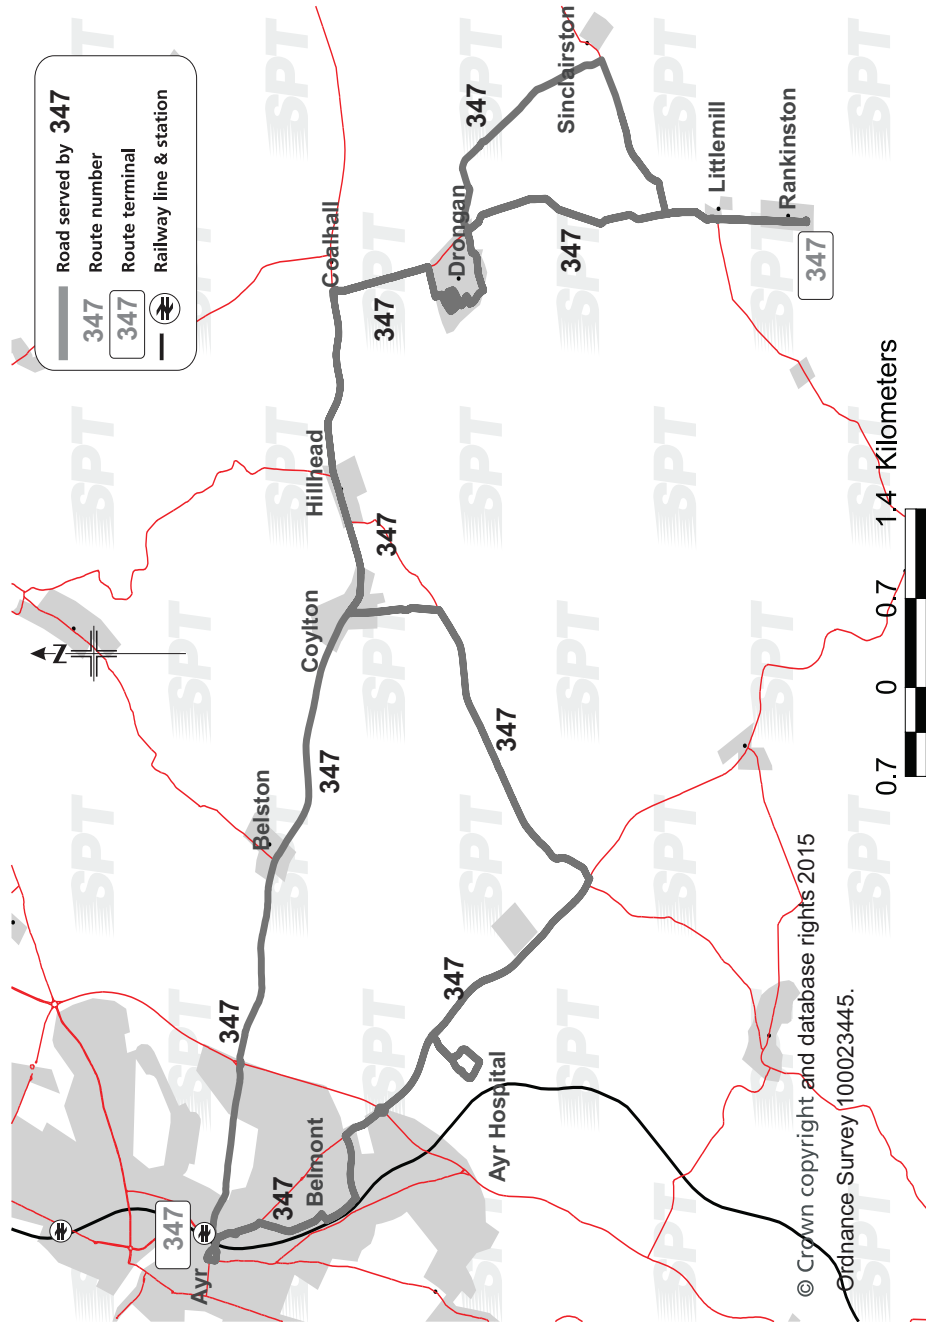 Road served by 347
347 Route number
347 Route terminal
Railway line & station
N
SPT
Sinclairston
347
Coalhall
Drongan
347
347
Littlemill
Rankinston
347
Hillhead
347
Coylton
347
Belston
347
347
347
Ayr Hospital
Belmont
347
347
Ayr
0.7 0 0.7 1.4 Kilometers
© Crown copyright and database rights 2015
Ordnance Survey 100023445.